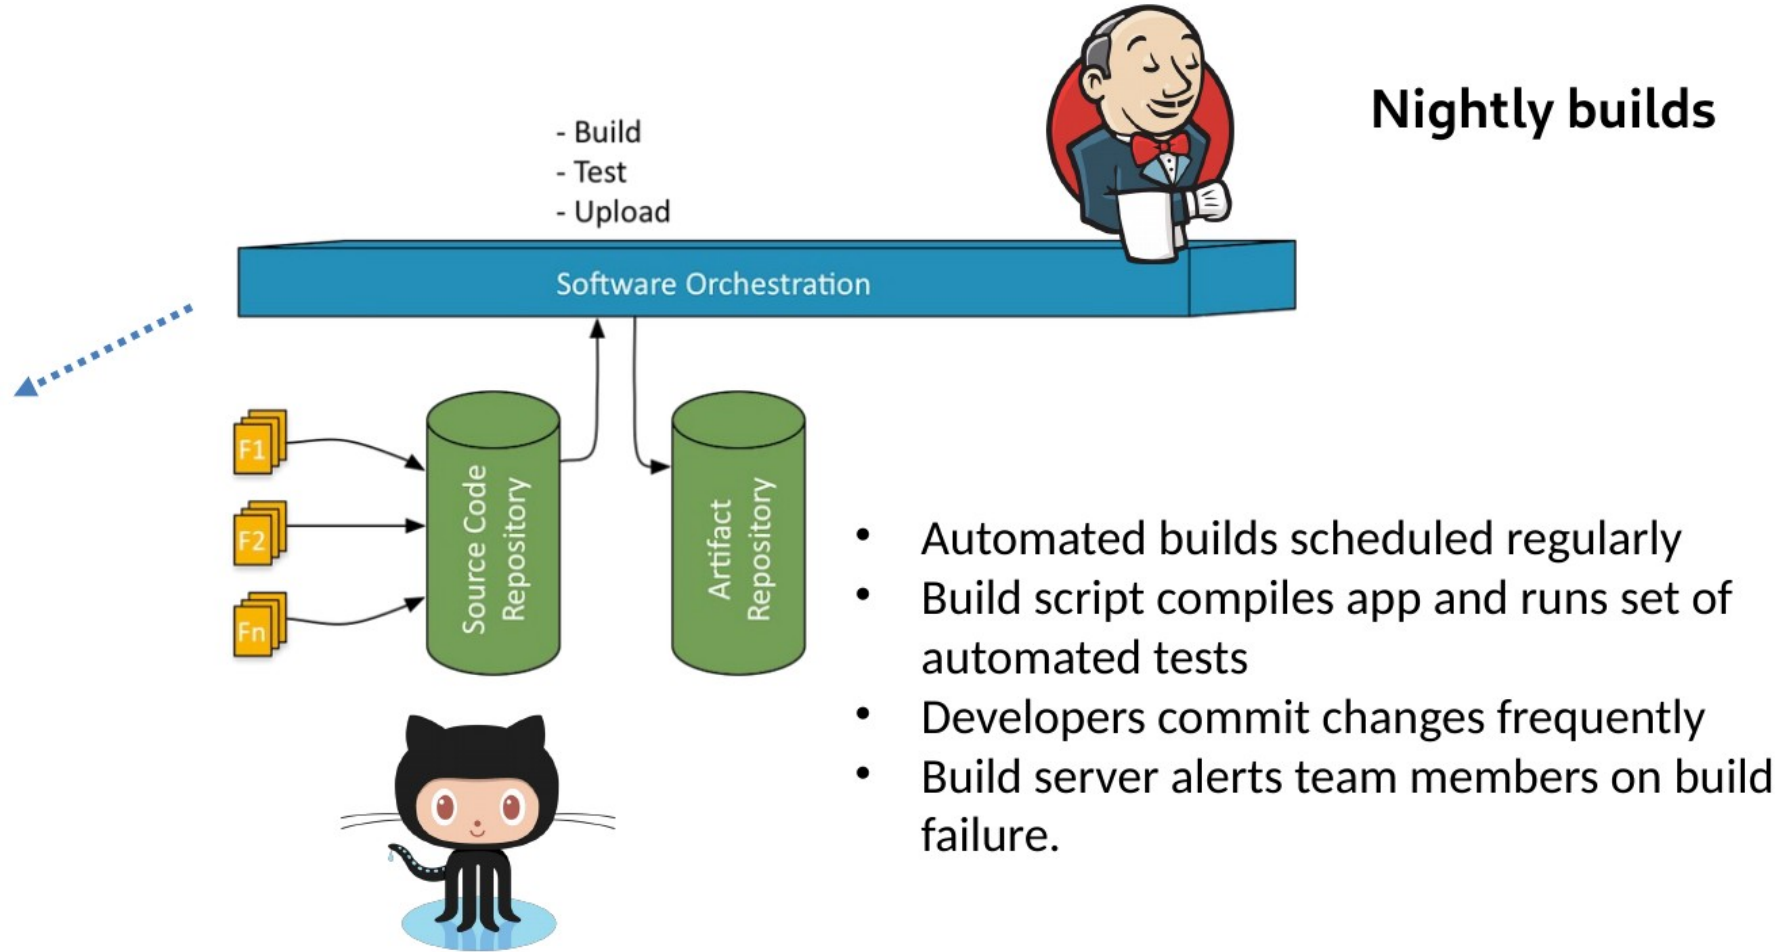 Nightly builds
- Build
- Test
- Upload
Software Orchestration
F1
F2
Fn
Source Code
Repository
Artifact
Repository
• Automated builds scheduled regularly
• Build script compiles app and runs set of
automated tests
• Developers commit changes frequently
• Build server alerts team members on build
failure.